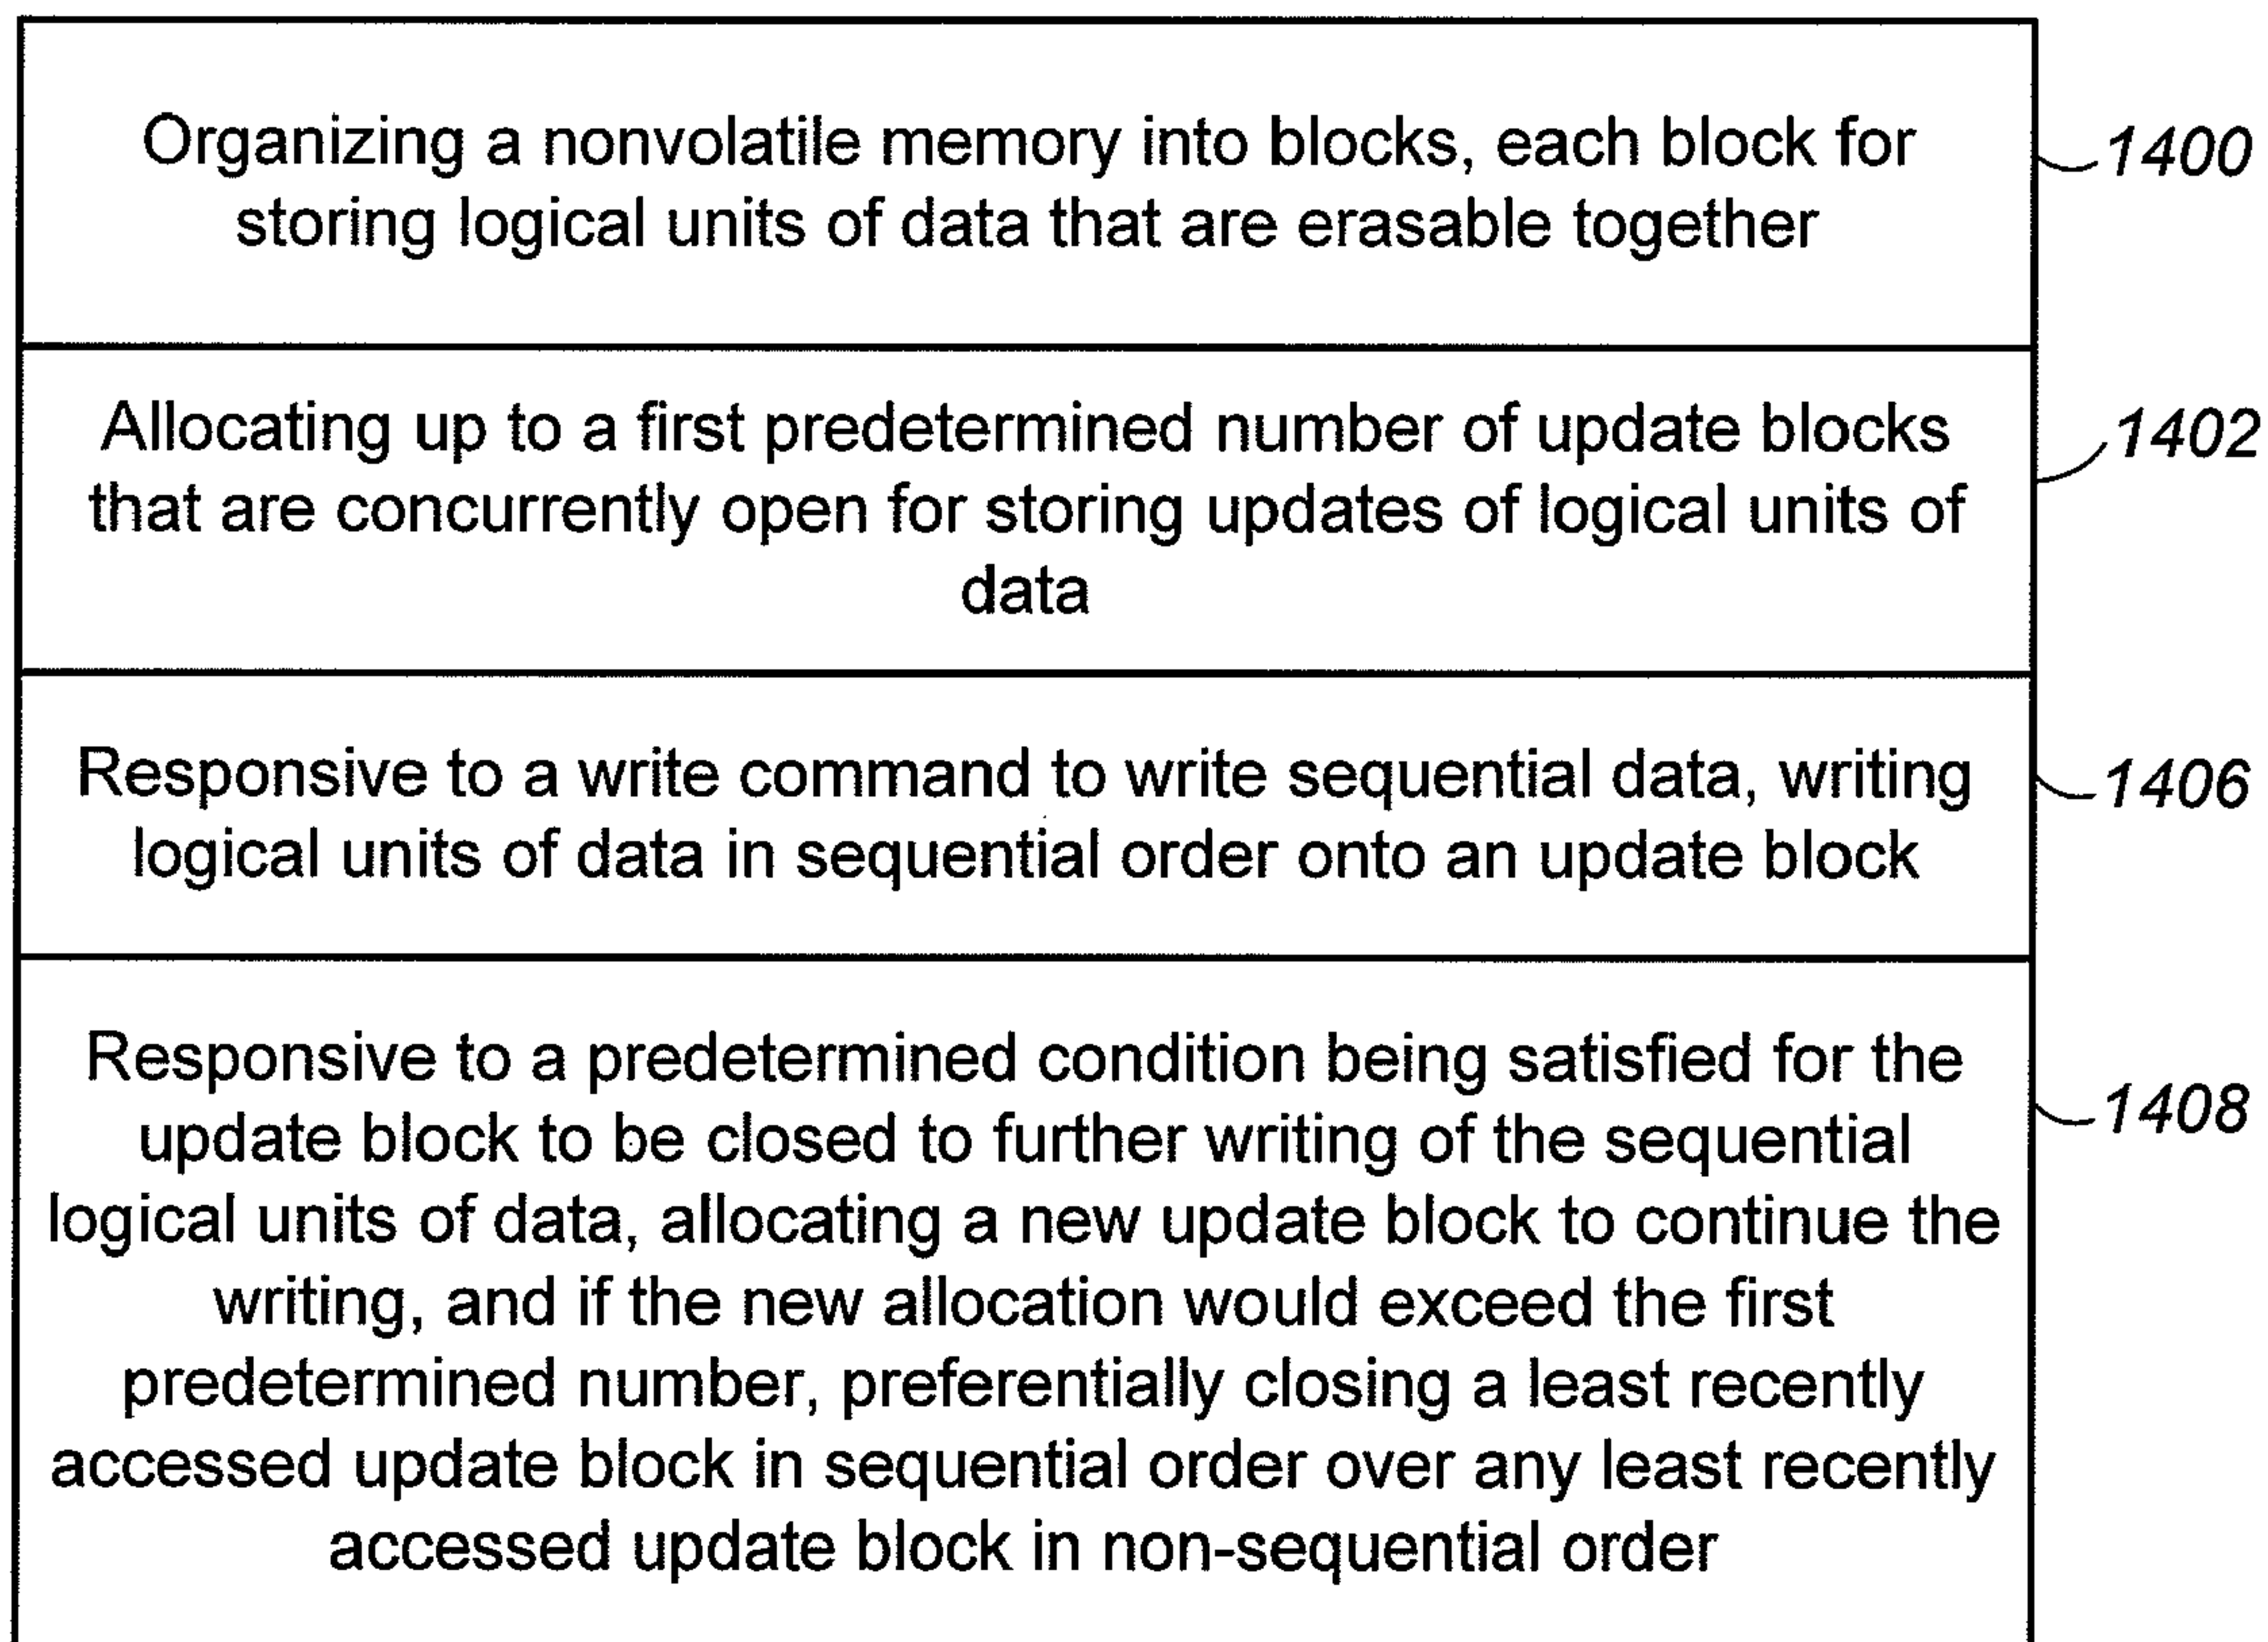 Organizing a nonvolatile memory into blocks, each block for
storing logical units of data that are erasable together
1400
Allocating up to a first predetermined number of update blocks
that are concurrently open for storing updates of logical units of
data
1402
Responsive to a write command to write sequential data, writing
logical units of data in sequential order onto an update block
1406
Responsive to a predetermined condition being satisfied for the
update block to be closed to further writing of the sequential
logical units of data, allocating a new update block to continue the
writing, and if the new allocation would exceed the first
predetermined number, preferentially closing a least recently
accessed update block in sequential order over any least recently
accessed update block in non-sequential order
1408